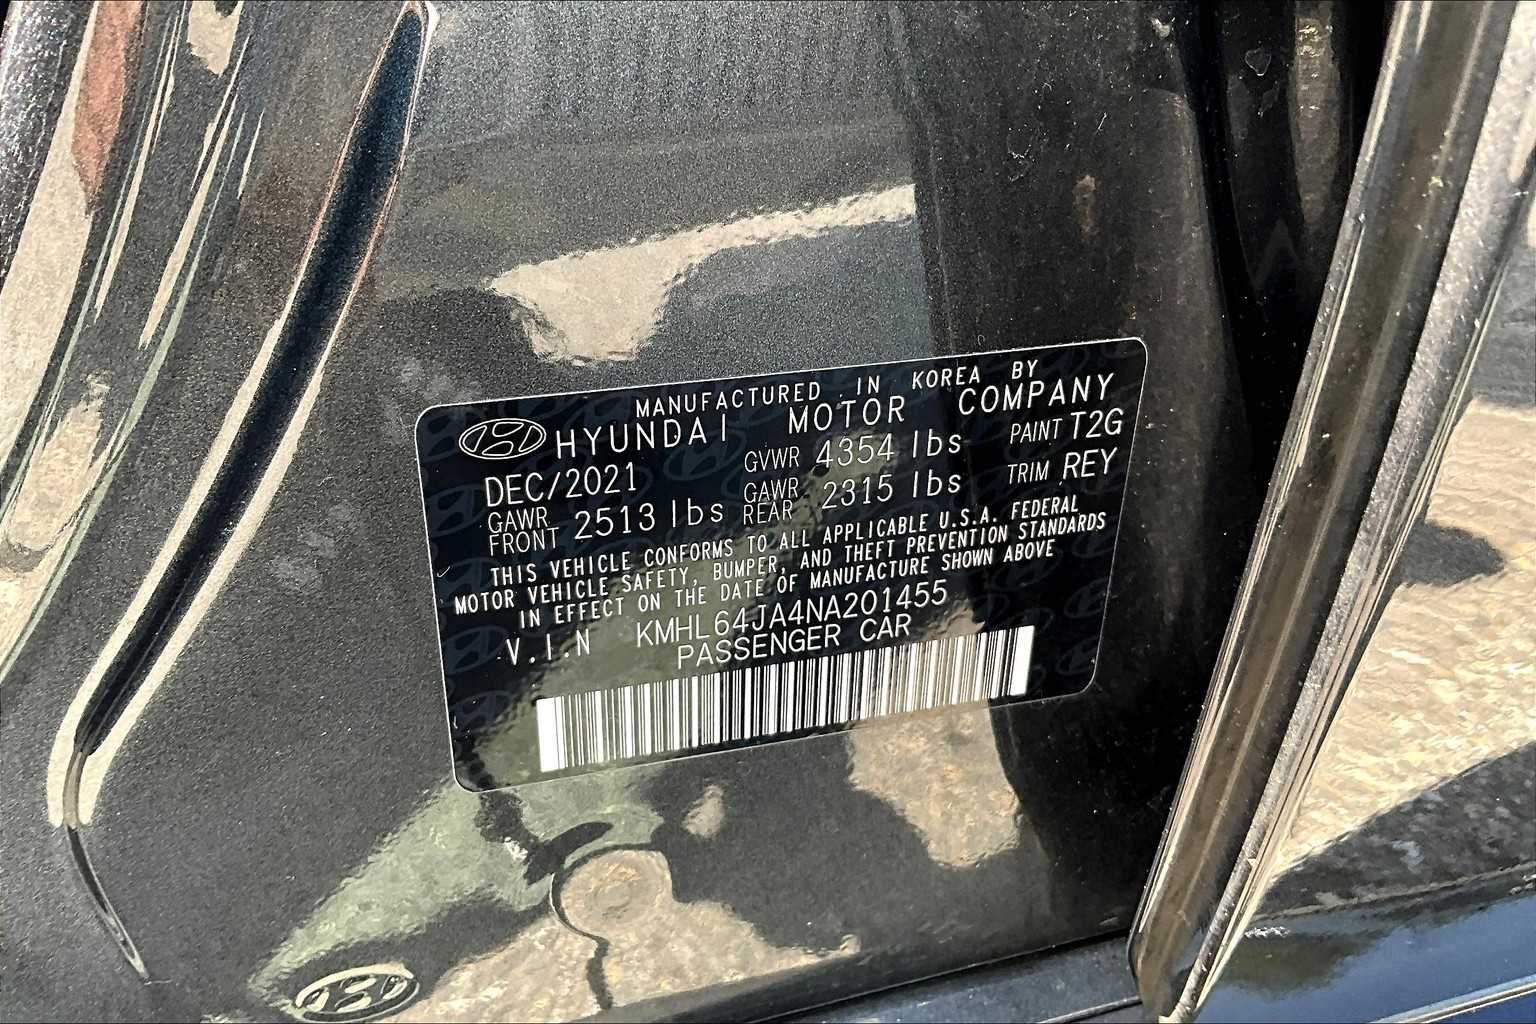 MANUFACTURED IN KOREA BY
HYUNDAI MOTOR COMPANY
DEC/2021 GVWR 4354 lbs PAINT T2G
GAWR FRONT 2513 lbs GAWR REAR 2315 lbs TRIM REY
THIS VEHICLE CONFORMS TO ALL APPLICABLE U.S.A. FEDERAL
MOTOR VEHICLE SAFETY, BUMPER, AND THEFT PREVENTION STANDARDS
IN EFFECT ON THE DATE OF MANUFACTURE SHOWN ABOVE
V.I.N KMHL64JA4NA201455
PASSENGER CAR